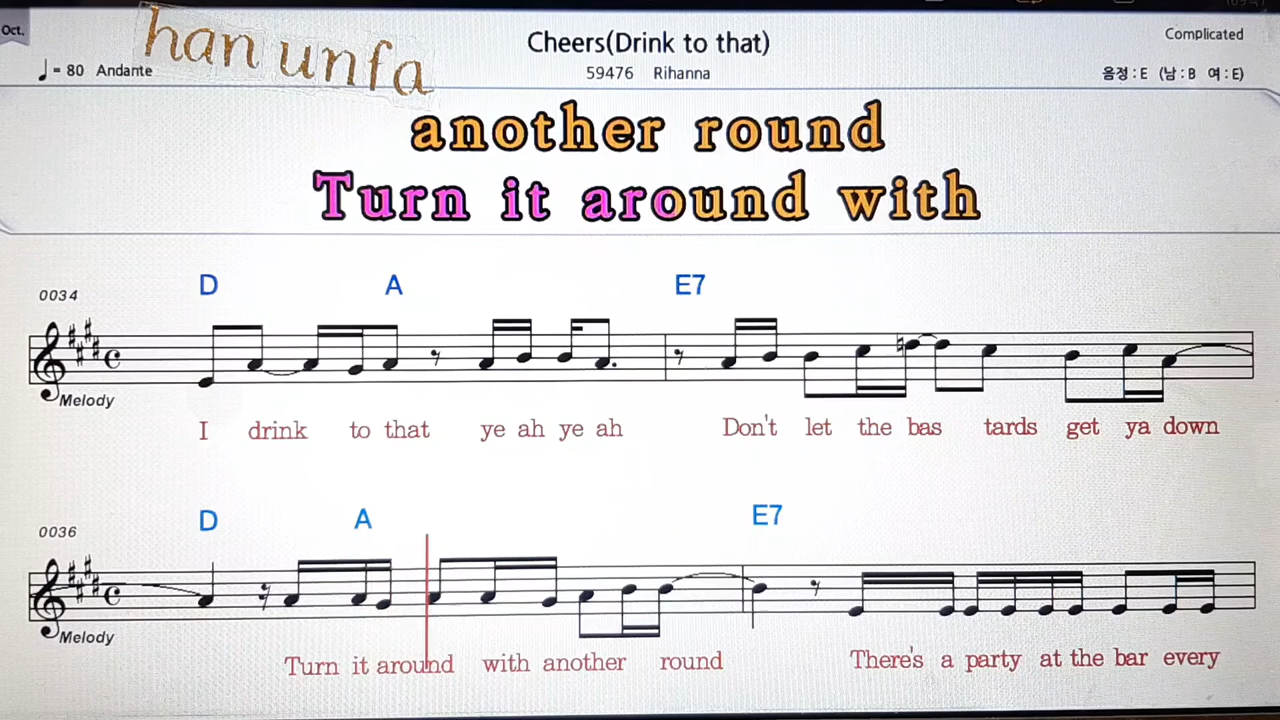 Oct.
han unfa
Cheers(Drink to that)
Complicated
= 80 Andante
59476 Rihanna
음정 : E (남 : B 여 : E)
another round
Turn it around with
D A E7
0034
Melody
I drink to that ye ah ye ah Don't let the bas tards get ya down
D A E7
0036
Melody
Turn it around with another round There's a party at the bar every